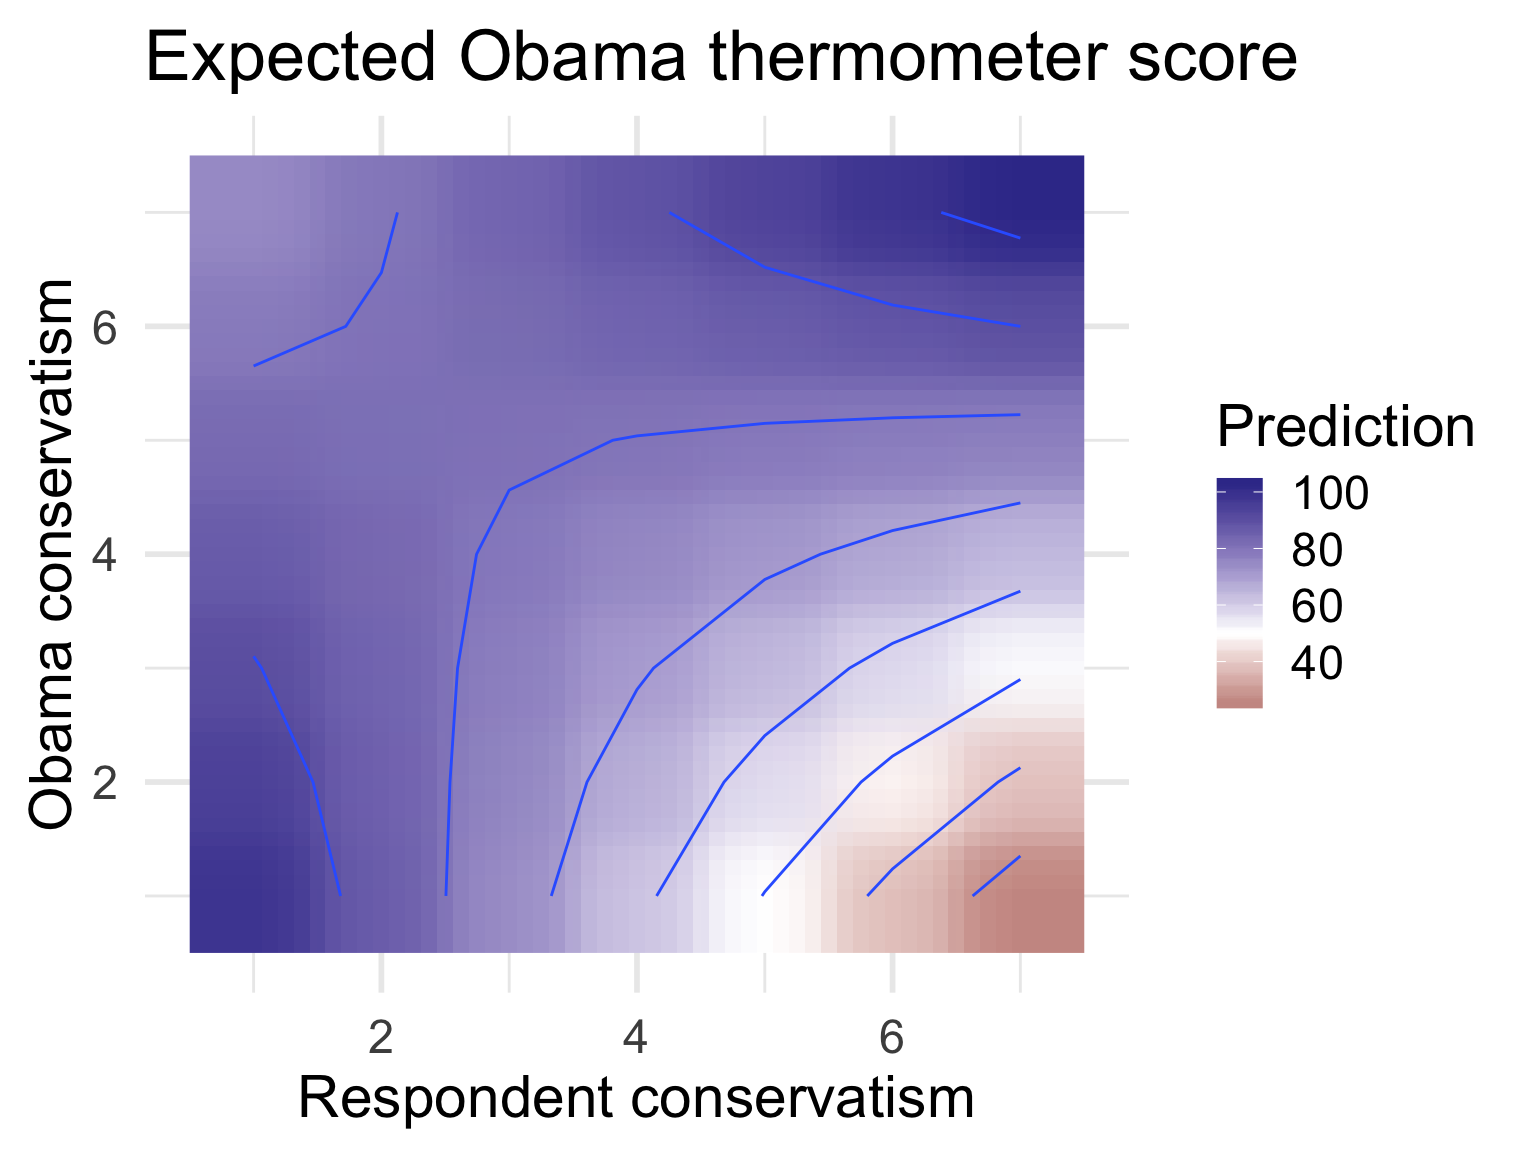 Expected Obama thermometer score
Obama conservatism
6
4
2
2
4
6
Respondent conservatism
Prediction
100
80
60
40